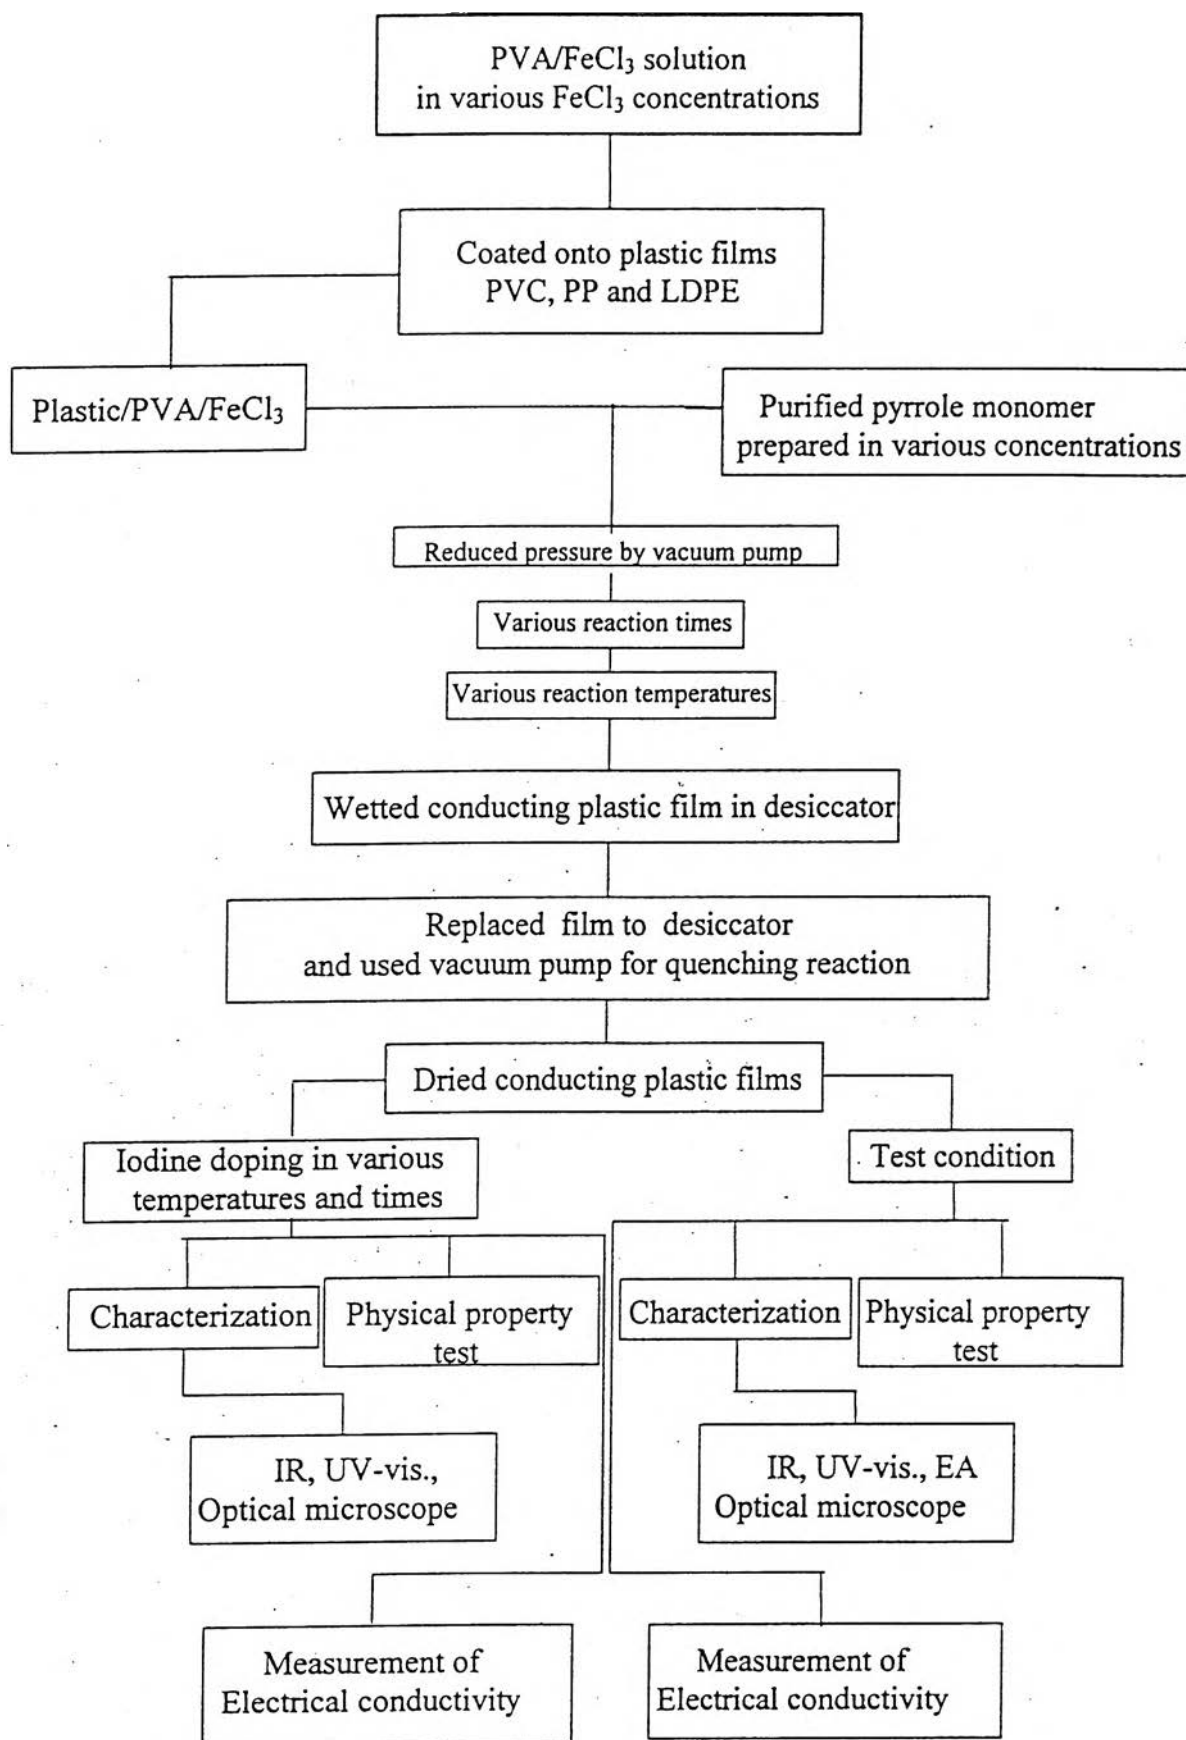 PVA/FeCl₃ solution
in various FeCl₃ concentrations
Coated onto plastic films
PVC, PP and LDPE
Plastic/PVA/FeCl₃
Purified pyrrole monomer
prepared in various concentrations
Reduced pressure by vacuum pump
Various reaction times
Various reaction temperatures
Wetted conducting plastic film in desiccator
Replaced film to desiccator
and used vacuum pump for quenching reaction
Dried conducting plastic films
Iodine doping in various
temperatures and times
Test condition
Characterization
Physical property
test
Characterization
Physical property
test
IR, UV-vis.,
Optical microscope
IR, UV-vis., EA
Optical microscope
Measurement of
Electrical conductivity
Measurement of
Electrical conductivity